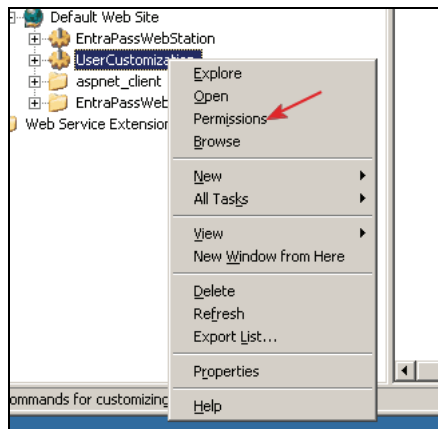 Default Web Site
EntraPassWebStation
UserCustomization
aspnet_client
EntraPassWeb
Web Service Extension
Explore
Open
Permissions
Browse
New
All Tasks
View
New Window from Here
Delete
Refresh
Export List...
Properties
Help
ommands for customizing